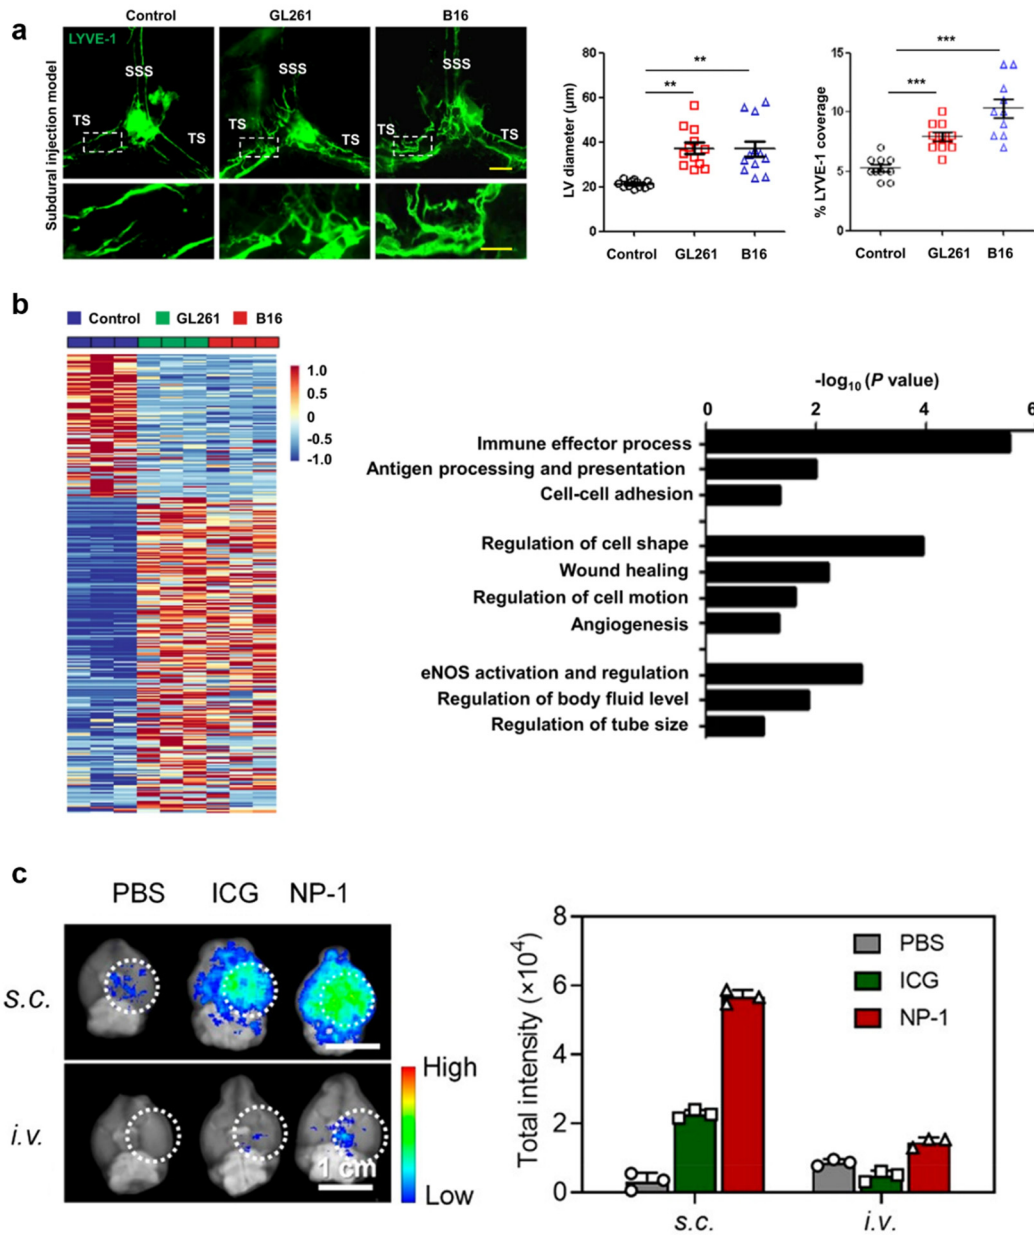 a
Control GL261 B16
Subdural injection model
LYVE-1
SSS SSS SSS
TS TS TS TS TS TS
LV diameter (µm)
80
60
40
20
0
**
**
Control GL261 B16
% LYVE-1 coverage
15
10
5
0
***
***
Control GL261 B16
b
Control GL261 B16
1.0
0.5
0
-0.5
-1.0
-log10 (P value)
0 2 4 6
Immune effector process
Antigen processing and presentation
Cell-cell adhesion
Regulation of cell shape
Wound healing
Regulation of cell motion
Angiogenesis
eNOS activation and regulation
Regulation of body fluid level
Regulation of tube size
c
PBS ICG NP-1
s.c.
i.v.
1 cm
High
Low
Total intensity (×10⁴)
8
6
4
2
0
PBS
ICG
NP-1
s.c. i.v.